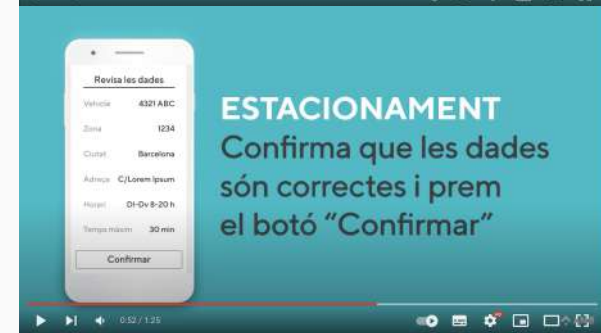 Revisa les dades
Vehicle 4321 ABC
Zona 1234
Ciutat Barcelona
Adreça C/Lorem Ipsum
Horari Dl-Dv 8-20 h
Temps màxim 30 min
Confirmar
ESTACIONAMENT
Confirma que les dades
són correctes i prem
el botó “Confirmar”
0:52 / 1:25